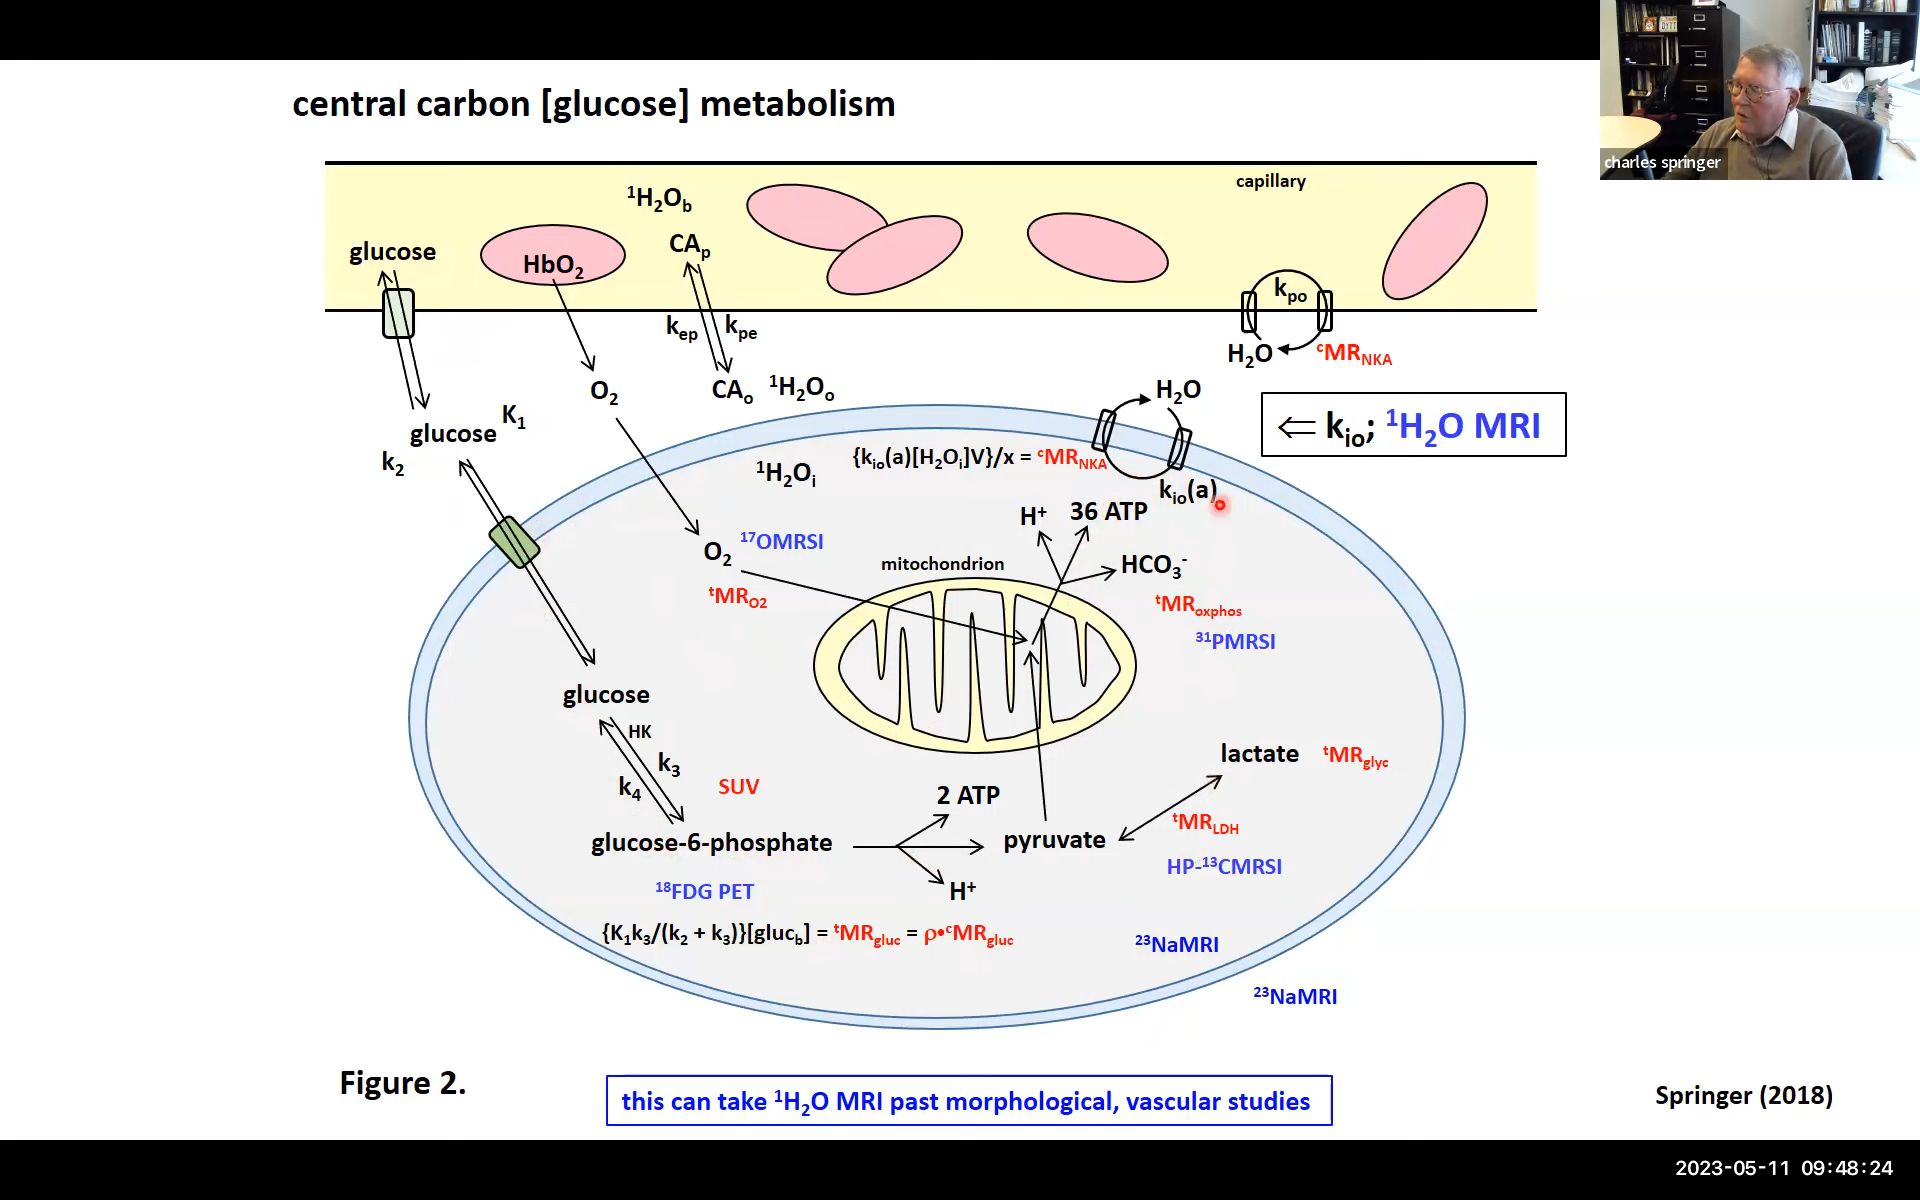 central carbon [glucose] metabolism
charles springer
capillary
¹H₂O_b
glucose
HbO₂
CA_p
k_po
k_ep
k_pe
H₂O
ᶜMR_NKA
O₂
CA_o
¹H₂O_o
H₂O
K₁
glucose
⇐ k_io; ¹H₂O MRI
k₂
¹H₂O_i
{k_io(a)[H₂O_i]V}/x = ᶜMR_NKA
k_io(a)
H⁺
36 ATP
O₂
¹⁷OMRSI
mitochondrion
HCO₃⁻
ᵗMR_O2
ᵗMR_oxphos
³¹PMRSI
glucose
HK
k₃
k₄
SUV
lactate
ᵗMR_glyc
2 ATP
ᵗMR_LDH
glucose-6-phosphate
pyruvate
HP-¹³CMRSI
¹⁸FDG PET
H⁺
{K₁k₃/(k₂ + k₃)}[gluc_b] = ᵗMR_gluc = ρ•ᶜMR_gluc
²³NaMRI
²³NaMRI
Figure 2.
this can take ¹H₂O MRI past morphological, vascular studies
Springer (2018)
2023-05-11 09:48:24